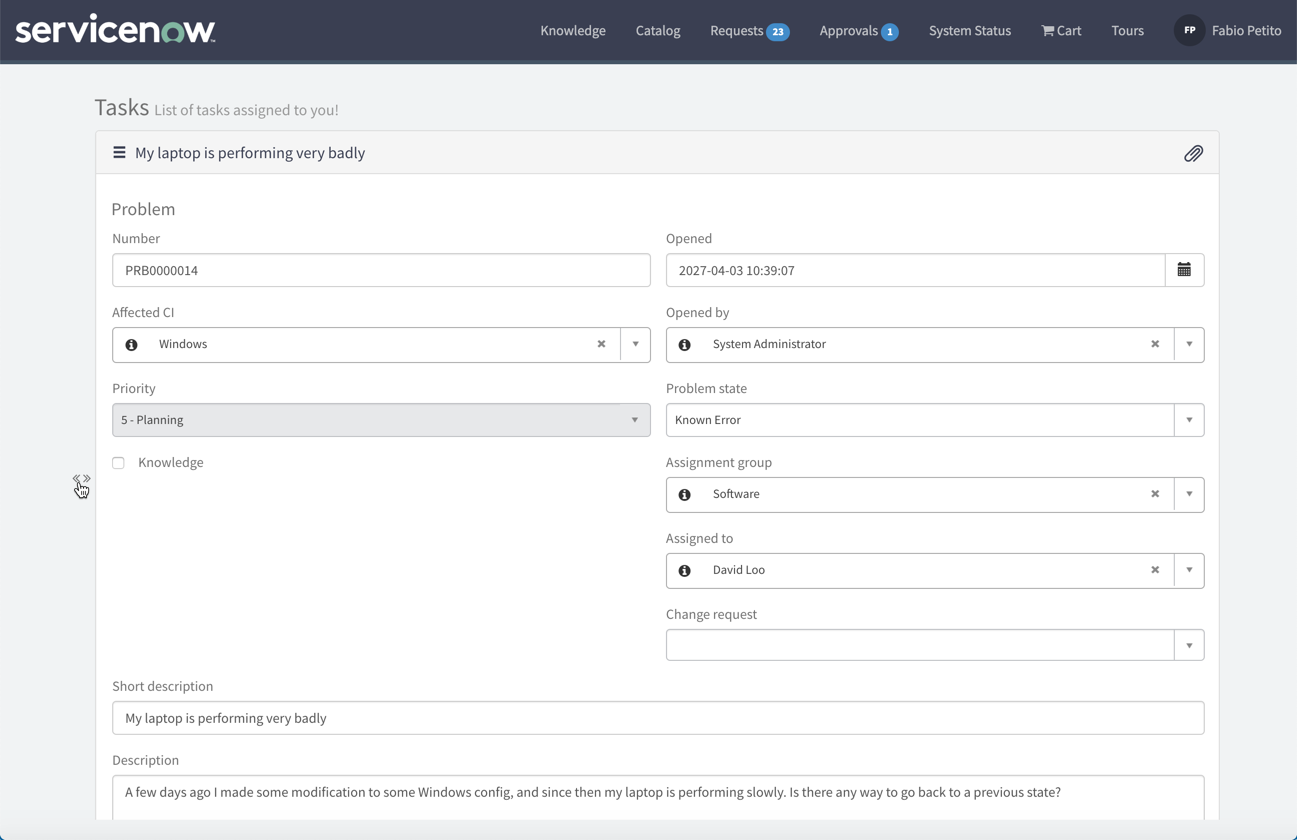 servicenow™
Knowledge Catalog Requests 23 Approvals 1 System Status Cart Tours FP Fabio Petito
Tasks List of tasks assigned to you!
My laptop is performing very badly
Problem
Number Opened
PRB0000014 2027-04-03 10:39:07
Affected CI Opened by
Windows System Administrator
Priority Problem state
5 - Planning Known Error
Knowledge Assignment group
Software
Assigned to
David Loo
Change request
Short description
My laptop is performing very badly
Description
A few days ago I made some modification to some Windows config, and since then my laptop is performing slowly. Is there any way to go back to a previous state?